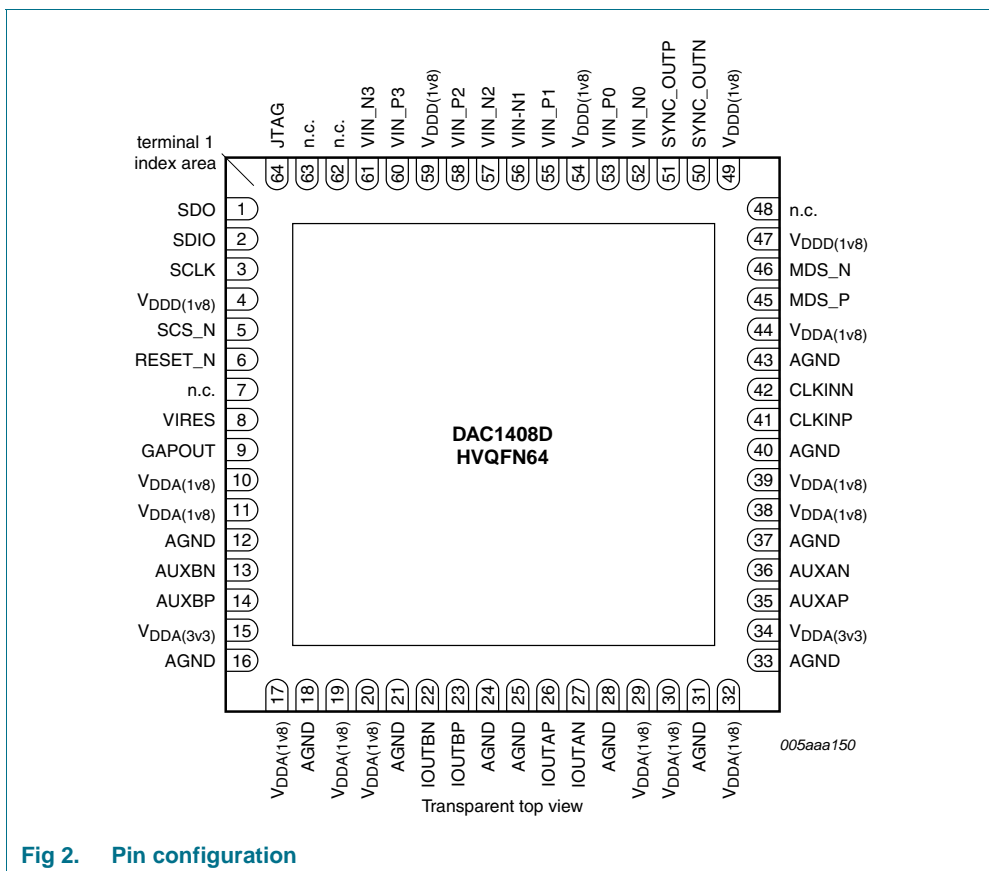 JTAG
n.c.
n.c.
VIN_N3
VIN_P3
VDDD(1v8)
VIN_P2
VIN_N2
VIN-N1
VIN_P1
VDDD(1v8)
VIN_P0
VIN_N0
SYNC_OUTP
SYNC_OUTN
VDDD(1v8)
terminal 1
index area
64 63 62 61 60 59 58 57 56 55 54 53 52 51 50 49
SDO 1
SDIO 2
SCLK 3
VDDD(1v8) 4
SCS_N 5
RESET_N 6
n.c. 7
VIRES 8
GAPOUT 9
VDDA(1v8) 10
VDDA(1v8) 11
AGND 12
AUXBN 13
AUXBP 14
VDDA(3v3) 15
AGND 16
DAC1408D
HVQFN64
48 n.c.
47 VDDD(1v8)
46 MDS_N
45 MDS_P
44 VDDA(1v8)
43 AGND
42 CLKINN
41 CLKINP
40 AGND
39 VDDA(1v8)
38 VDDA(1v8)
37 AGND
36 AUXAN
35 AUXAP
34 VDDA(3v3)
33 AGND
17 18 19 20 21 22 23 24 25 26 27 28 29 30 31 32
VDDA(1v8)
AGND
VDDA(1v8)
VDDA(1v8)
AGND
IOUTBN
IOUTBP
AGND
AGND
IOUTAP
IOUTAN
AGND
VDDA(1v8)
VDDA(1v8)
AGND
VDDA(1v8)
005aaa150
Transparent top view
Fig 2. Pin configuration